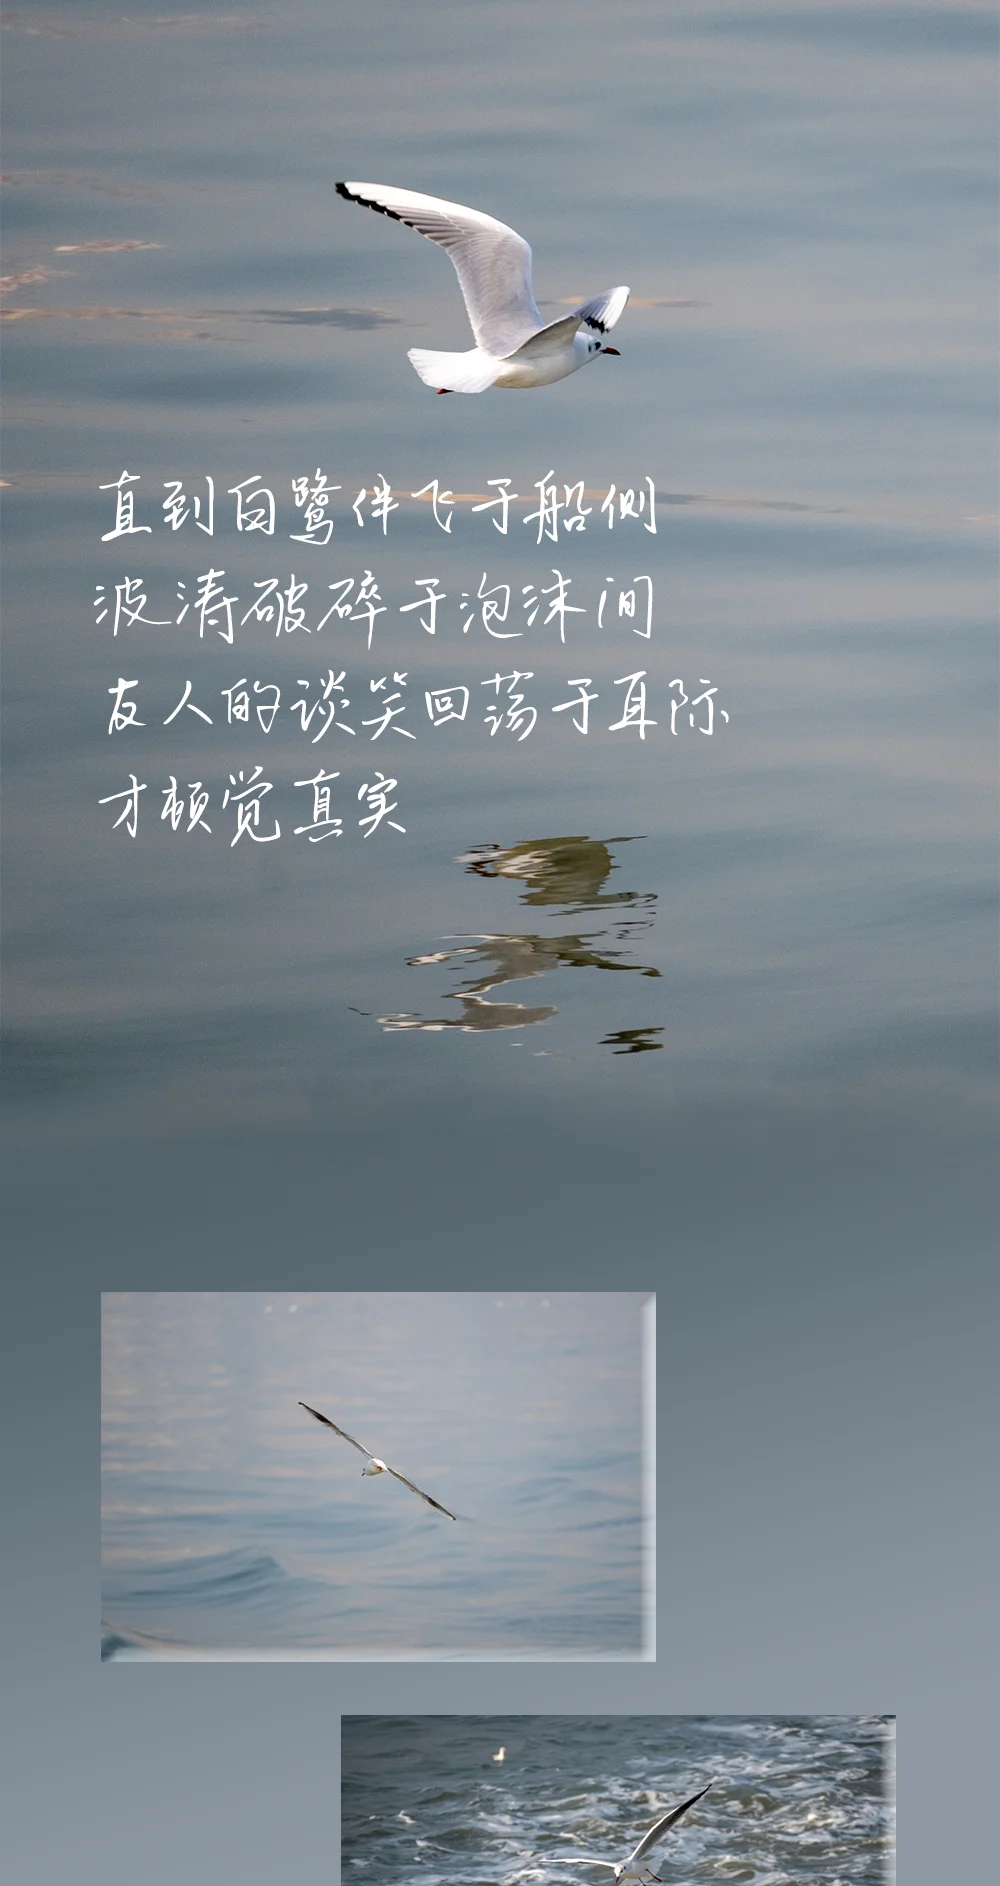 直到白鹭伴飞于船侧
波涛破碎于泡沫间
友人的谈笑回荡于耳际
才顿觉真实